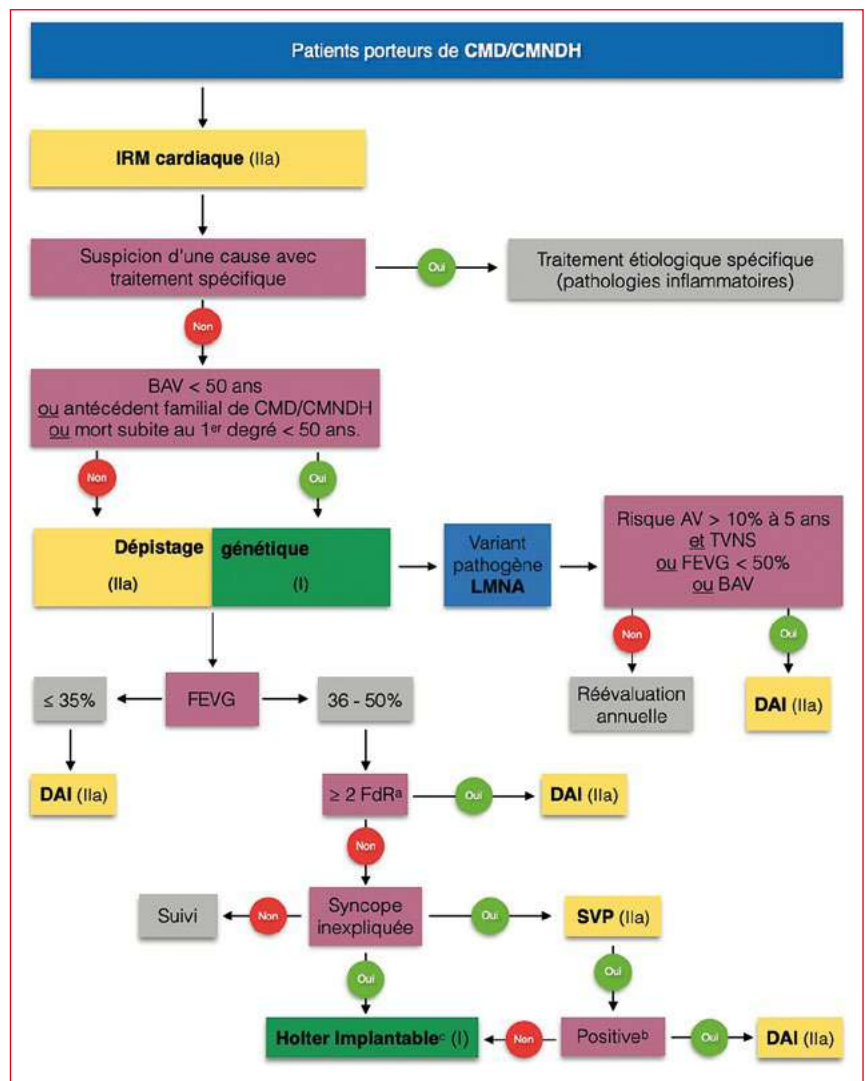 Patients porteurs de CMD/CMNDH
IRM cardiaque (IIa)
Suspicion d'une cause avec
traitement spécifique
Oui
Traitement étiologique spécifique
(pathologies inflammatoires)
Non
BAV < 50 ans
ou antécédent familial de CMD/CMNDH
ou mort subite au 1er degré < 50 ans.
Non
Oui
Dépistage génétique
(IIa) (I)
Variant
pathogène
LMNA
Risque AV > 10% à 5 ans
et TVNS
ou FEVG < 50%
ou BAV
Non
Oui
Réévaluation
annuelle
DAI (IIa)
≤ 35%
FEVG
36 - 50%
DAI (IIa)
≥ 2 FdRa
Oui
DAI (IIa)
Non
Suivi
Non
Syncope
inexpliquée
Oui
SVP (IIa)
Oui
Oui
Holter Implantablec (I)
Non
Positiveb
Oui
DAI (IIa)